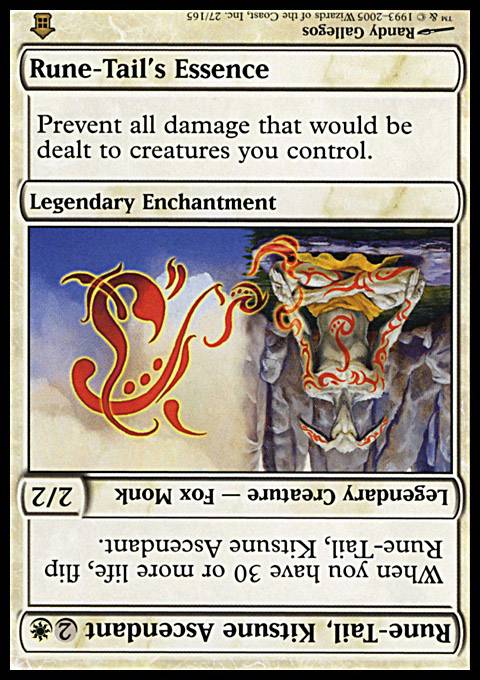 ™ & © 1993–2005 Wizards of the Coast, Inc. 27/165
Randy Gallegos
Rune-Tail's Essence
Prevent all damage that would be
dealt to creatures you control.
Legendary Enchantment
2/2
Legendary Creature — Fox Monk
When you have 30 or more life, flip
Rune-Tail, Kitsune Ascendant.
Rune-Tail, Kitsune Ascendant 2